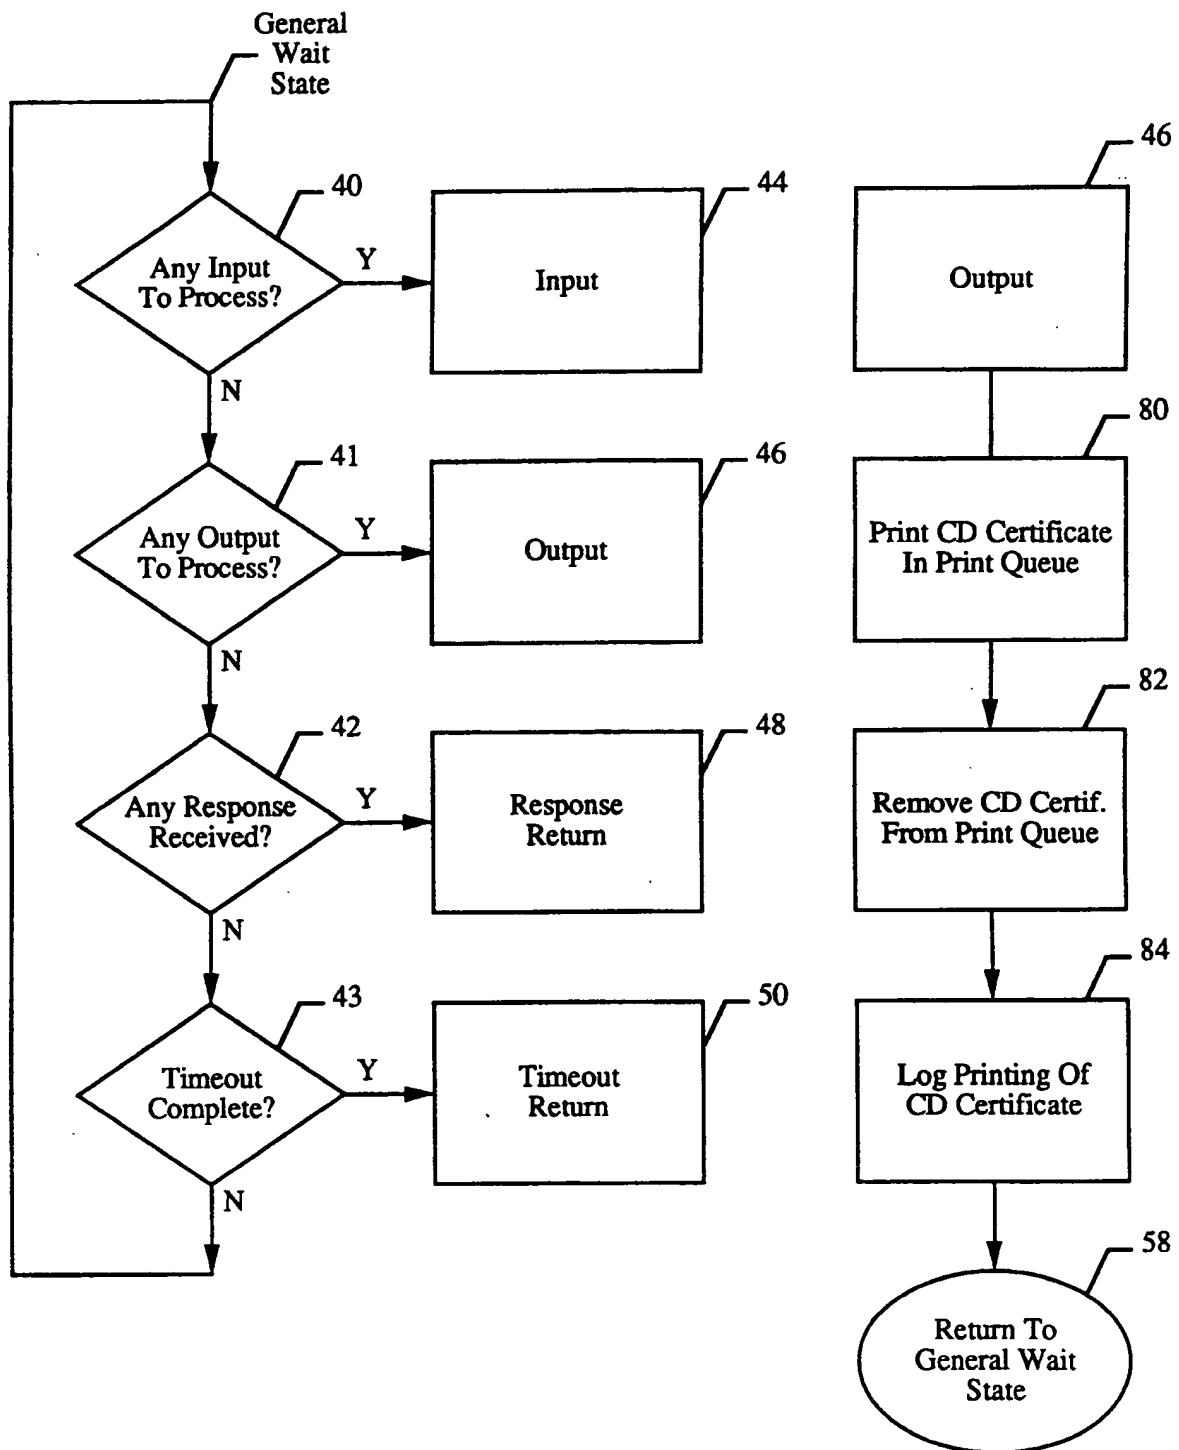 General
Wait
State
40
Any Input
To Process?
Y
N
44
Input
41
Any Output
To Process?
Y
N
46
Output
42
Any Response
Received?
Y
N
48
Response
Return
43
Timeout
Complete?
Y
N
50
Timeout
Return
46
Output
80
Print CD Certificate
In Print Queue
82
Remove CD Certif.
From Print Queue
84
Log Printing Of
CD Certificate
58
Return To
General Wait
State